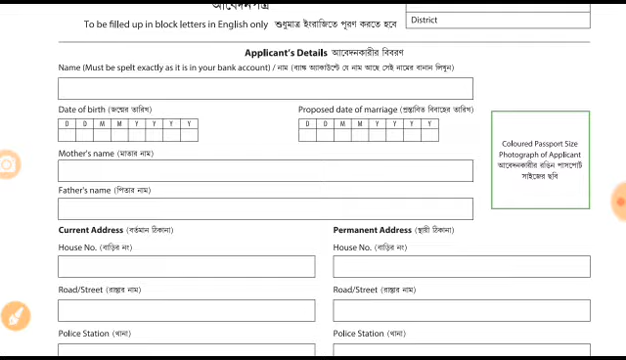 আবেদনপত্র
To be filled up in block letters in English only শুধুমাত্র ইংরাজিতে পূরণ করতে হবে
District
Applicant's Details আবেদনকারীর বিবরণ
Name (Must be spelt exactly as it is in your bank account) / নাম (ব্যাঙ্ক অ্যাকাউন্টে যে নাম আছে সেই নামের বানান লিখুন)
Date of birth (জন্মের তারিখ)
Proposed date of marriage (প্রস্তাবিত বিবাহের তারিখ)
D D M M Y Y Y Y
D D M M Y Y Y Y
Coloured Passport Size
Photograph of Applicant
আবেদনকারীর রঙিন পাসপোর্ট
সাইজের ছবি
Mother's name (মাতার নাম)
Father's name (পিতার নাম)
Current Address (বর্তমান ঠিকানা)
Permanent Address (স্থায়ী ঠিকানা)
House No. (বাড়ির নং)
House No. (বাড়ির নং)
Road/Street (রাস্তার নাম)
Road/Street (রাস্তার নাম)
Police Station (থানা)
Police Station (থানা)